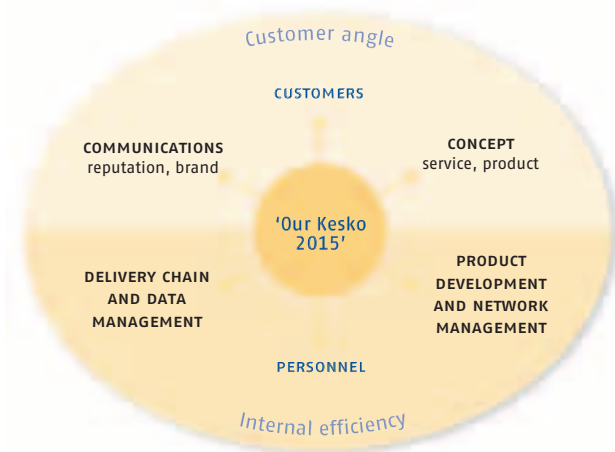 Customer angle
CUSTOMERS
COMMUNICATIONS
reputation, brand
CONCEPT
service, product
‘Our Kesko
2015’
DELIVERY CHAIN
AND DATA
MANAGEMENT
PRODUCT
DEVELOPMENT
AND NETWORK
MANAGEMENT
PERSONNEL
Internal efficiency